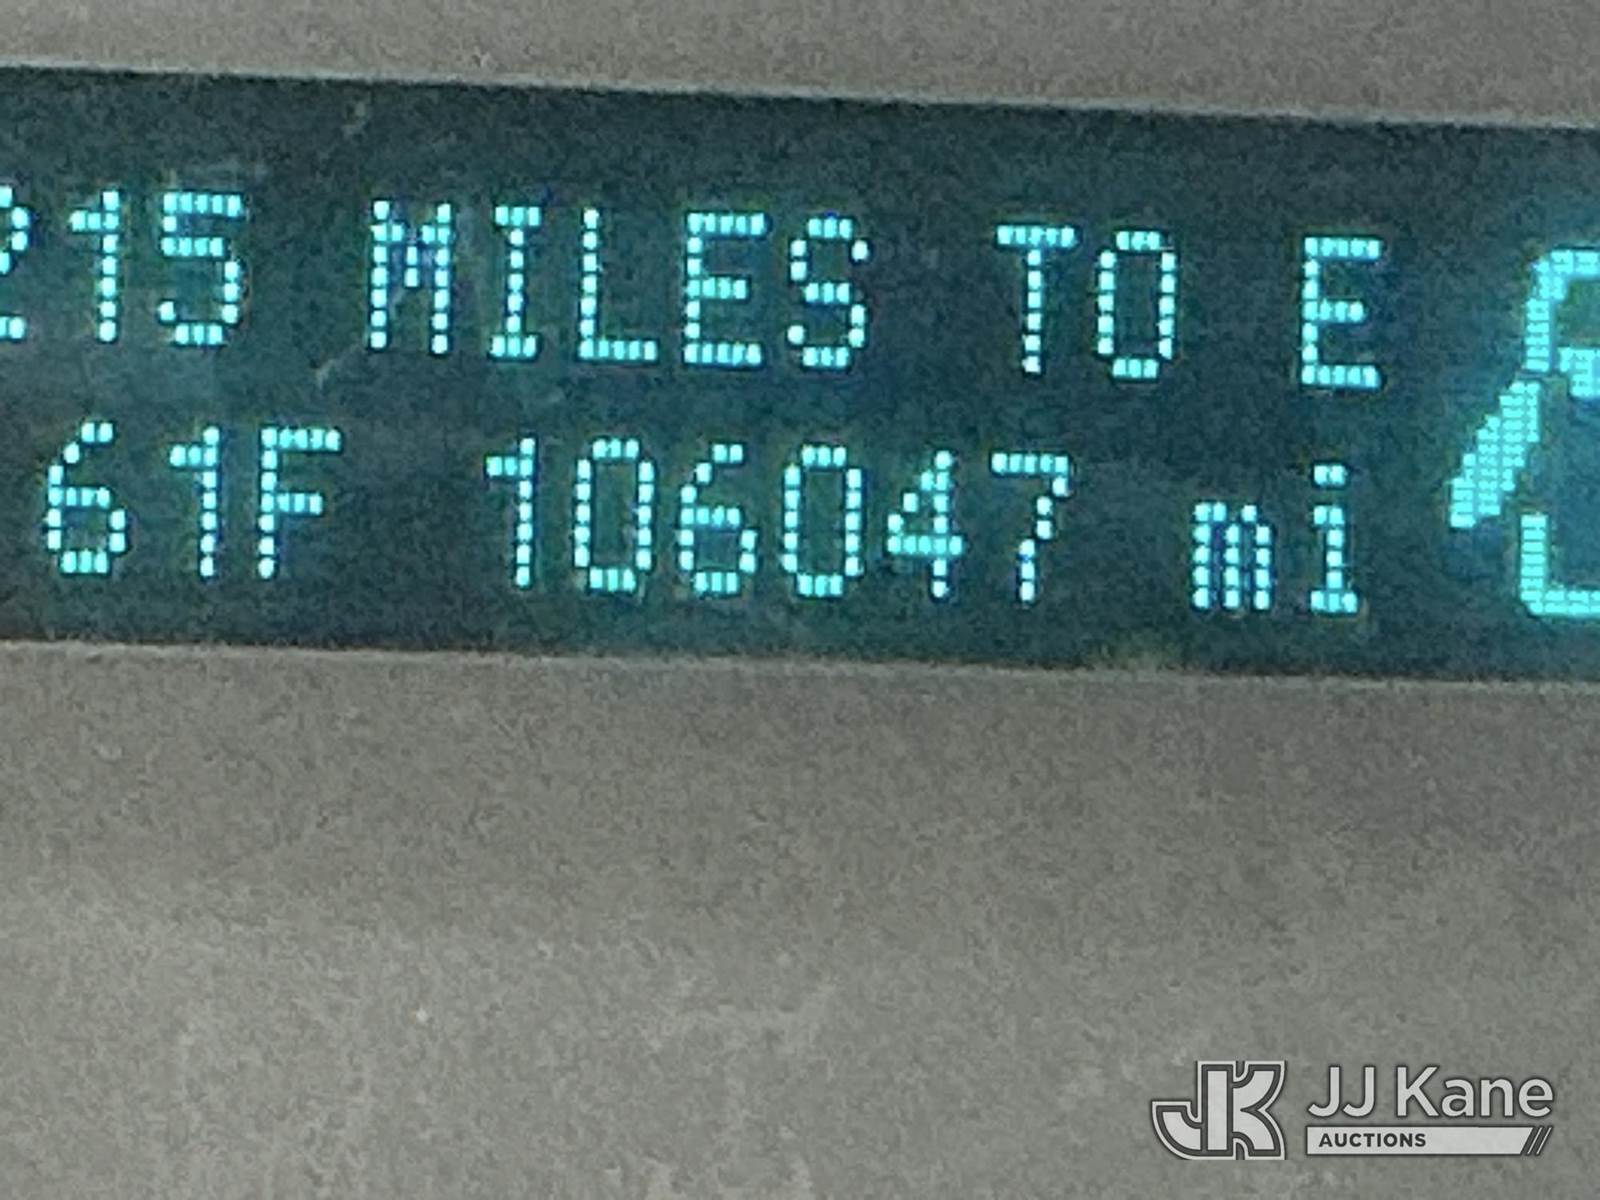 215 MILES TO E
61F 106047 mi
JJ Kane
AUCTIONS